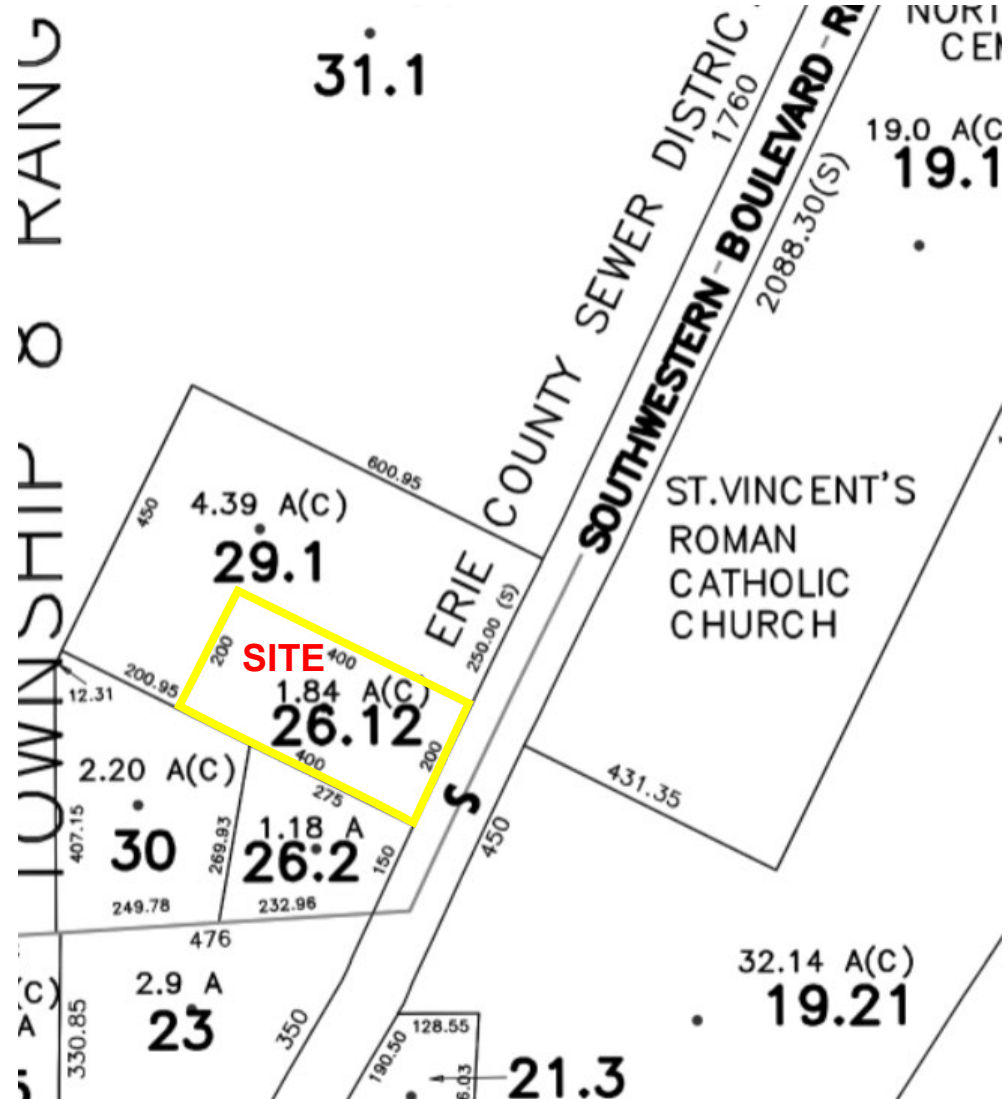 TOWNSHIP 8 RANG
31.1
COUNTY SEWER DISTRIC
ERIE
1760
SOUTHWESTERN BOULEVARD
2088.30(S)
19.0 A(C
19.1
600.95
450
4.39 A(C)
29.1
250.00 (S)
ST.VINCENT'S
ROMAN
CATHOLIC
CHURCH
200
SITE
400
1.84 A(C)
26.12
400
200
200.95
12.31
2.20 A(C)
30
407.15
269.93
249.78
275
1.18 A
26.2
150
232.96
S
450
431.35
476
2.9 A
23
330.85
350
32.14 A(C)
19.21
128.55
190.50
6.03
21.3
(C)
A